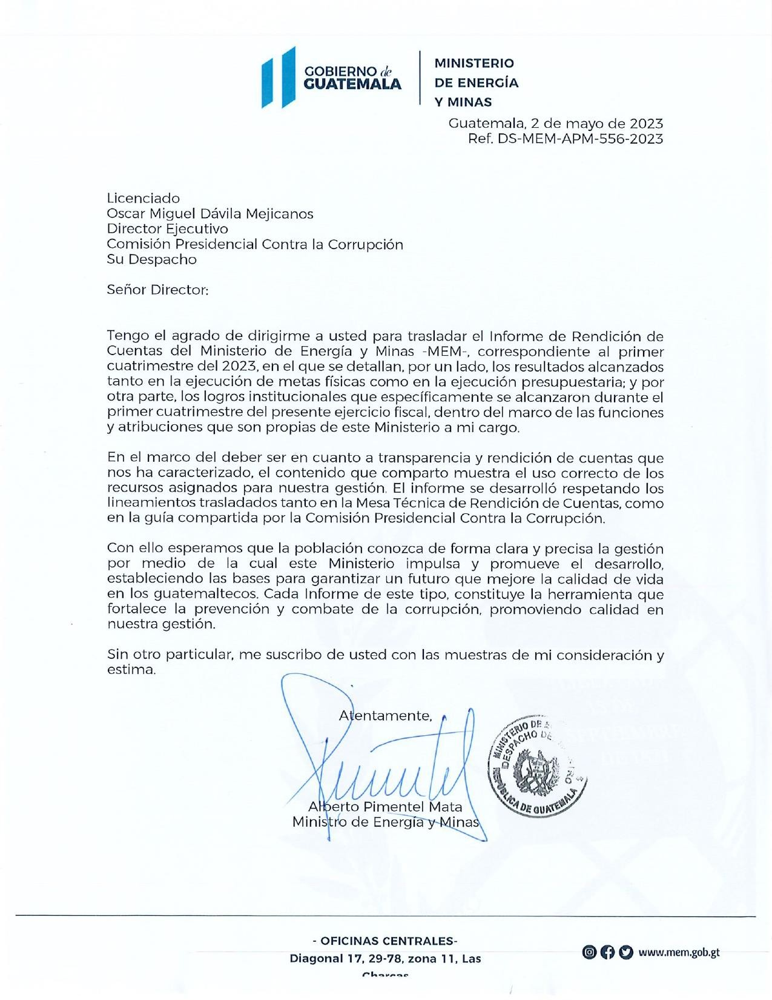 GOBIERNO de
GUATEMALA
MINISTERIO
DE ENERGÍA
Y MINAS
Guatemala, 2 de mayo de 2023
Ref. DS-MEM-APM-556-2023
Licenciado
Oscar Miguel Dávila Mejicanos
Director Ejecutivo
Comisión Presidencial Contra la Corrupción
Su Despacho
Señor Director:
Tengo el agrado de dirigirme a usted para trasladar el Informe de Rendición de
Cuentas del Ministerio de Energía y Minas -MEM-, correspondiente al primer
cuatrimestre del 2023, en el que se detallan, por un lado, los resultados alcanzados
tanto en la ejecución de metas físicas como en la ejecución presupuestaria; y por
otra parte, los logros institucionales que específicamente se alcanzaron durante el
primer cuatrimestre del presente ejercicio fiscal, dentro del marco de las funciones
y atribuciones que son propias de este Ministerio a mi cargo.
En el marco del deber ser en cuanto a transparencia y rendición de cuentas que
nos ha caracterizado, el contenido que comparto muestra el uso correcto de los
recursos asignados para nuestra gestión. El informe se desarrolló respetando los
lineamientos trasladados tanto en la Mesa Técnica de Rendición de Cuentas, como
en la guía compartida por la Comisión Presidencial Contra la Corrupción.
Con ello esperamos que la población conozca de forma clara y precisa la gestión
por medio de la cual este Ministerio impulsa y promueve el desarrollo,
estableciendo las bases para garantizar un futuro que mejore la calidad de vida
en los guatemaltecos. Cada Informe de este tipo, constituye la herramienta que
fortalece la prevención y combate de la corrupción, promoviendo calidad en
nuestra gestión.
Sin otro particular, me suscribo de usted con las muestras de mi consideración y
estima.
Atentamente,
Alberto Pimentel Mata
Ministro de Energía y Minas
MINISTERIO DE
DESPACHO DE
REPÚBLICA DE GUATEMALA
- OFICINAS CENTRALES-
Diagonal 17, 29-78, zona 11, Las
Charcas
www.mem.gob.gt